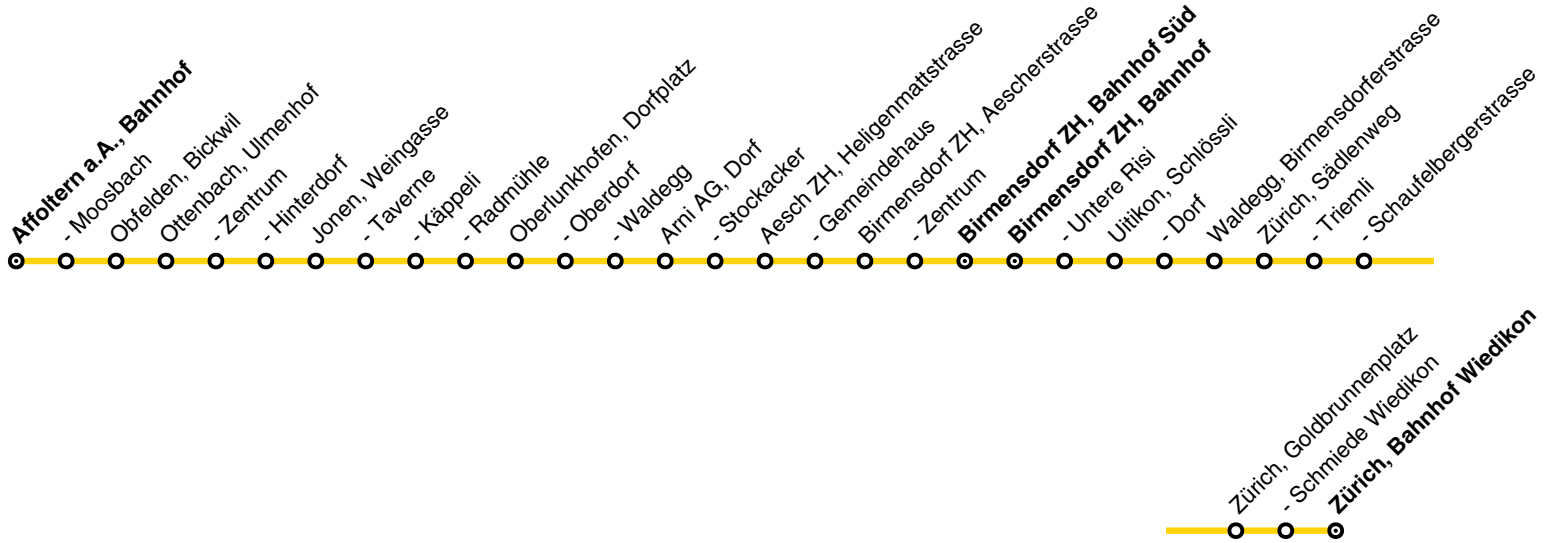 Affoltern a.A., Bahnhof
- Moosbach
Obfelden, Bickwil
Ottenbach, Ulmenhof
- Zentrum
- Hinterdorf
Jonen, Weingasse
- Taverne
- Käppeli
- Radmühle
Oberlunkhofen, Dorfplatz
- Oberdorf
- Waldegg
Arni AG, Dorf
- Stockacker
Aesch ZH, Heligenmattstrasse
- Gemeindehaus
Birmensdorf ZH, Aescherstrasse
- Zentrum
Birmensdorf ZH, Bahnhof Süd
Birmensdorf ZH, Bahnhof
- Untere Risi
Uitikon, Schlössli
- Dorf
Waldegg, Birmensdorferstrasse
Zürich, Sädlenweg
- Triemli
- Schaufelbergerstrasse
Zürich, Goldbrunnenplatz
- Schmiede Wiedikon
Zürich, Bahnhof Wiedikon